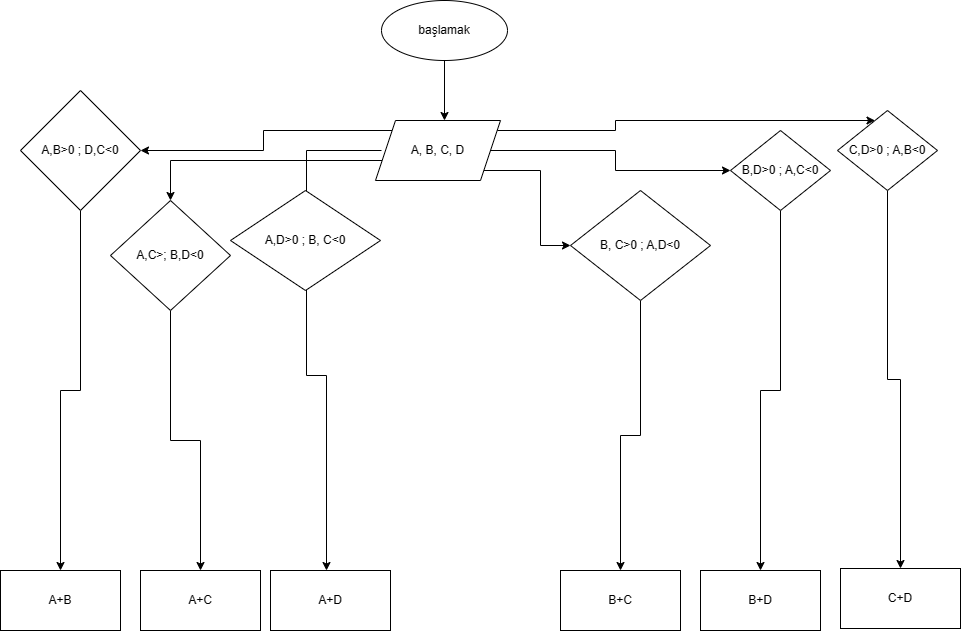 başlamak
A, B, C, D
A,B>0 ; D,C<0
C,D>0 ; A,B<0
B,D>0 ; A,C<0
A,D>0 ; B, C<0
B, C>0 ; A,D<0
A,C>; B,D<0
A+B
A+C
A+D
B+C
B+D
C+D